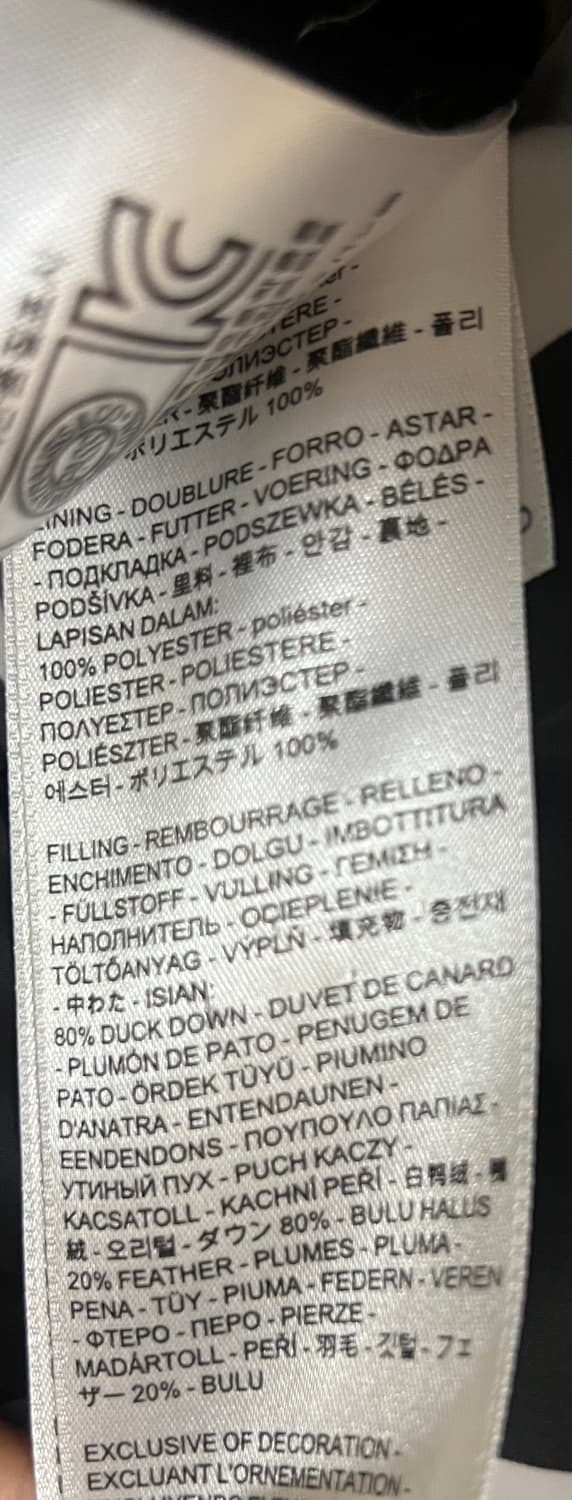 KC
ERE -
ПОЛИЭСТЕР -
- 聚酯纤维 - 聚酯纖維 - 폴리
ポリエステル 100%
LINING - DOUBLURE - FORRO - ASTAR -
FODERA - FUTTER - VOERING - ΦΟΔΡΑ
- ПОДКЛАДКА - PODSZEWKA - BÉLÉS -
PODŠÍVKA - 里料 - 裡布 - 안감 - 裏地 -
LAPISAN DALAM:
100% POLYESTER - poliéster -
POLIESTER - POLIESTERE -
ΠΟΛΥΕΣΤΕΡ - ПОЛИЭСТЕР -
POLIÉSZTER - 聚酯纤维 - 聚酯纖維 - 폴리
에스터 - ポリエステル 100%
FILLING - REMBOURRAGE - RELLENO -
ENCHIMENTO - DOLGU - IMBOTTITURA
- FÜLLSTOFF - VULLING - ΓΕΜΙΣΗ -
НАПОЛНИТЕЛЬ - OCIEPLENIE -
TÖLTŐANYAG - VÝPLŇ - 填充物 - 충전재
- 中わた - ISIAN:
80% DUCK DOWN - DUVET DE CANARD
- PLUMÓN DE PATO - PENUGEM DE
PATO - ÖRDEK TÜYÜ - PIUMINO
D'ANATRA - ENTENDAUNEN -
EENDENDONS - ΠΟΥΠΟΥΛΟ ΠΑΠΙΑΣ -
УТИНЫЙ ПУХ - PUCH KACZY -
KACSATOLL - KACHNÍ PEŘÍ - 白鸭绒 - 鴨
絨 - 오리털 - ダウン 80% - BULU HALUS
20% FEATHER - PLUMES - PLUMA -
PENA - TÜY - PIUMA - FEDERN - VEREN
- ΦΤΕΡΟ - ПЕРО - PIERZE -
MADÁRTOLL - PEŘÍ - 羽毛 - 깃털 - フェ
ザー 20% - BULU
EXCLUSIVE OF DECORATION -
EXCLUANT L'ORNEMENTATION -